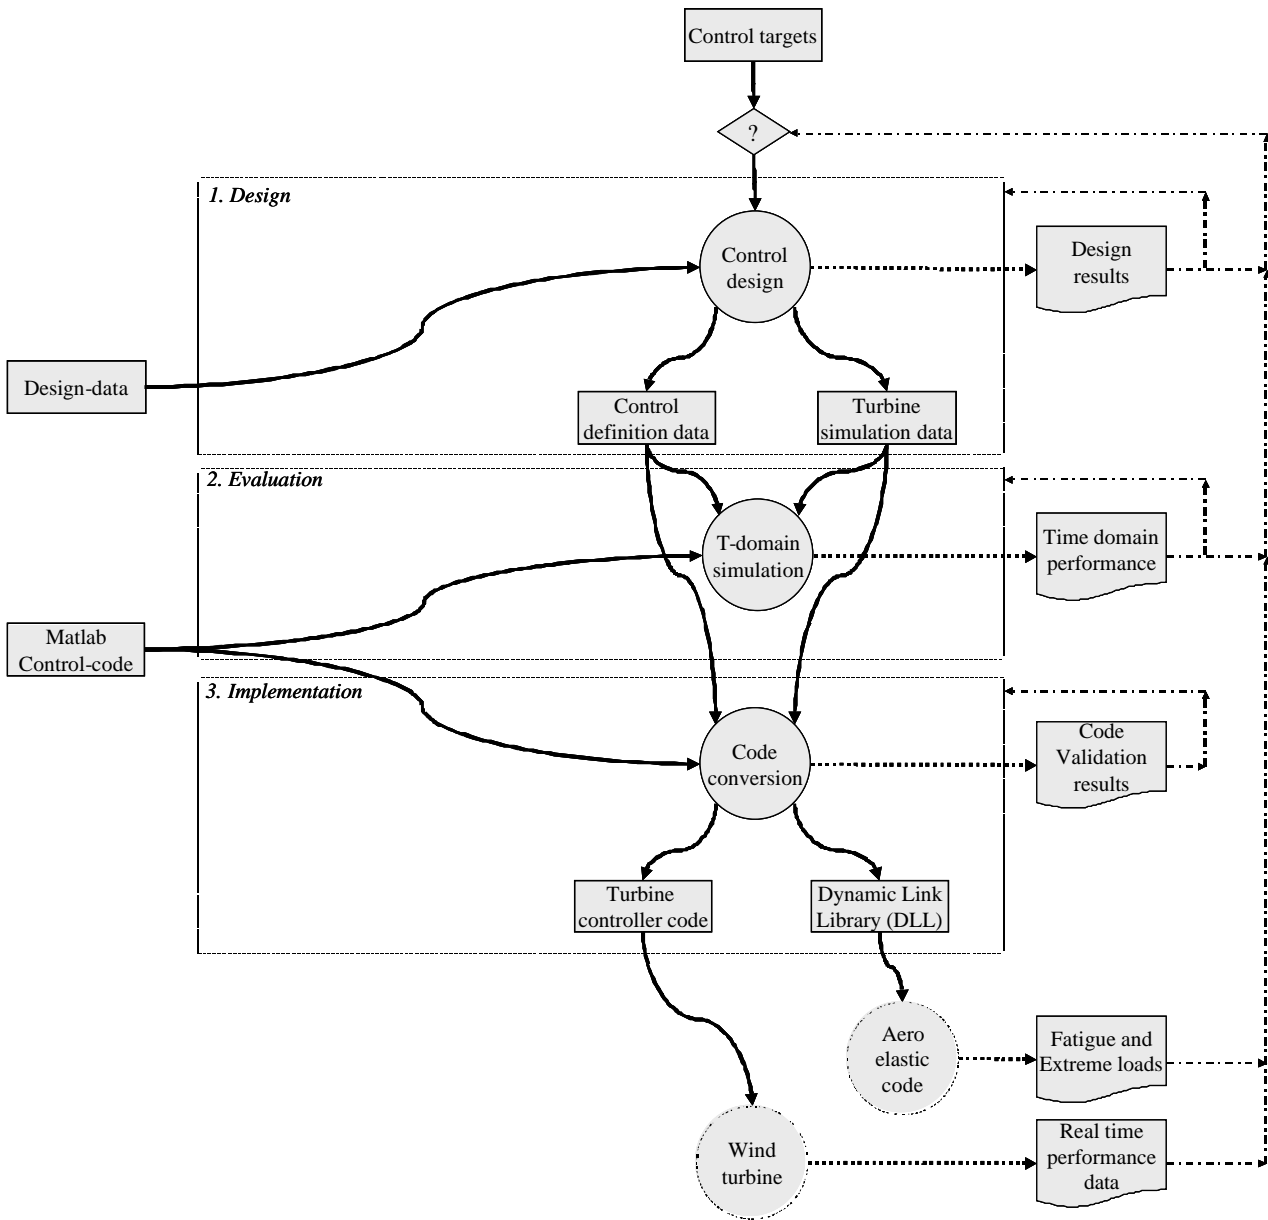 Control targets
?
1. Design
Control
design
Design
results
Design-data
Control
definition data
Turbine
simulation data
2. Evaluation
T-domain
simulation
Time domain
performance
Matlab
Control-code
3. Implementation
Code
conversion
Code
Validation
results
Turbine
controller code
Dynamic Link
Library (DLL)
Aero
elastic
code
Fatigue and
Extreme loads
Wind
turbine
Real time
performance
data